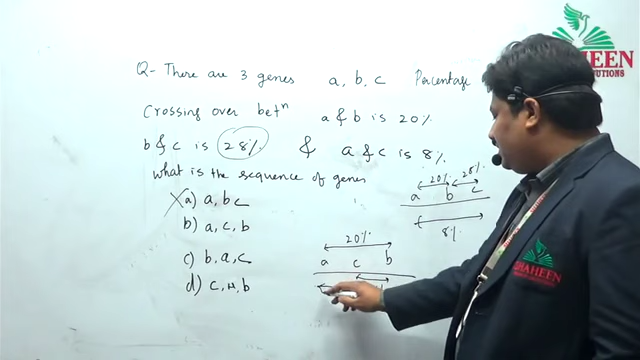 Q- There are 3 genes a, b, c Percentage
Crossing over betⁿ a & b is 20%
b & c is 28% & a & c is 8%.
what is the sequence of genes
a) a, b c
b) a, c, b
c) b, a, c
d) c, b
20% 28%
a b c
8%
20%
a c b
SHAHEEN